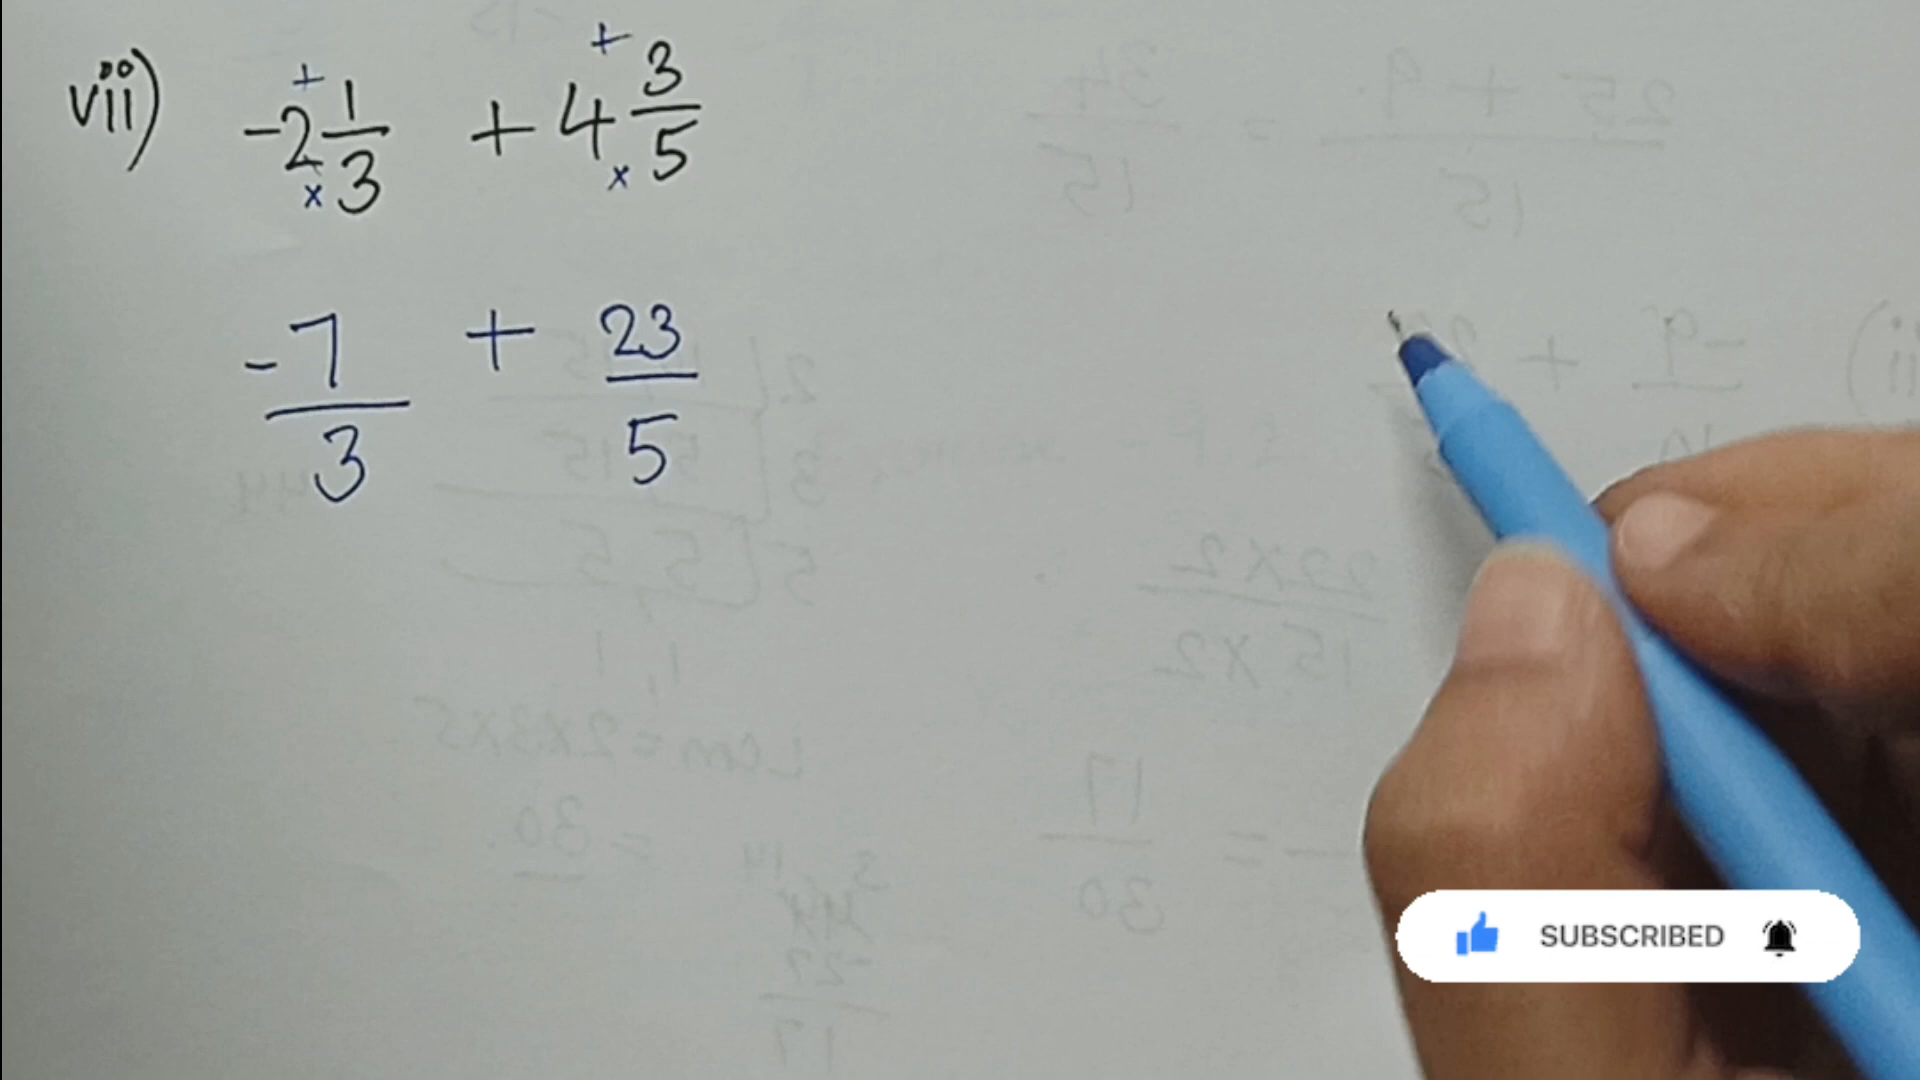 vii) -2 1/3 + 4 3/5
+ +
× ×
-7/3 + 23/5
SUBSCRIBED